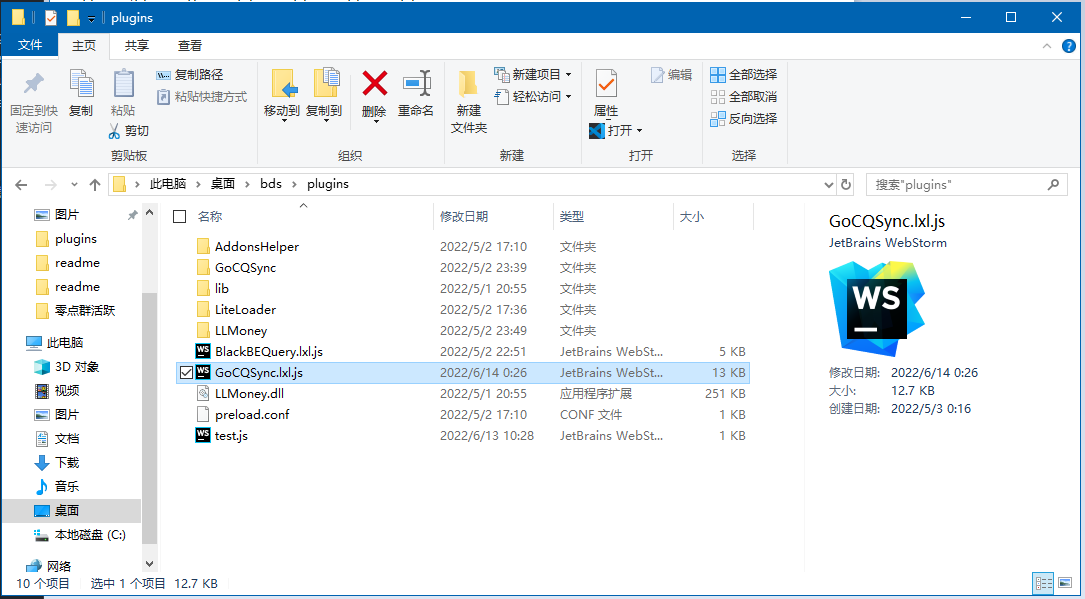 plugins
文件
主页
共享
查看
固定到快
速访问
复制
粘贴
复制路径
粘贴快捷方式
剪切
剪贴板
移动到
复制到
删除
重命名
组织
新建
文件夹
新建项目
轻松访问
新建
属性
打开
编辑
打开
全部选择
全部取消
反向选择
选择
此电脑 › 桌面 › bds › plugins
搜索"plugins"
图片
plugins
readme
readme
零点群活跃
此电脑
3D 对象
视频
图片
文档
下载
音乐
桌面
本地磁盘 (C:)
网络
名称 修改日期 类型 大小
AddonsHelper 2022/5/2 17:10 文件夹
GoCQSync 2022/5/2 23:39 文件夹
lib 2022/5/1 20:55 文件夹
LiteLoader 2022/5/2 17:36 文件夹
LLMoney 2022/5/2 23:49 文件夹
WS BlackBEQuery.lxl.js 2022/5/2 22:51 JetBrains WebSt... 5 KB
WS GoCQSync.lxl.js 2022/6/14 0:26 JetBrains WebSt... 13 KB
LLMoney.dll 2022/5/1 20:55 应用程序扩展 251 KB
preload.conf 2022/5/2 17:10 CONF 文件 1 KB
WS test.js 2022/6/13 10:28 JetBrains WebSt... 1 KB
GoCQSync.lxl.js
JetBrains WebStorm
WS
修改日期: 2022/6/14 0:26
大小: 12.7 KB
创建日期: 2022/5/3 0:16
10 个项目 选中 1 个项目 12.7 KB